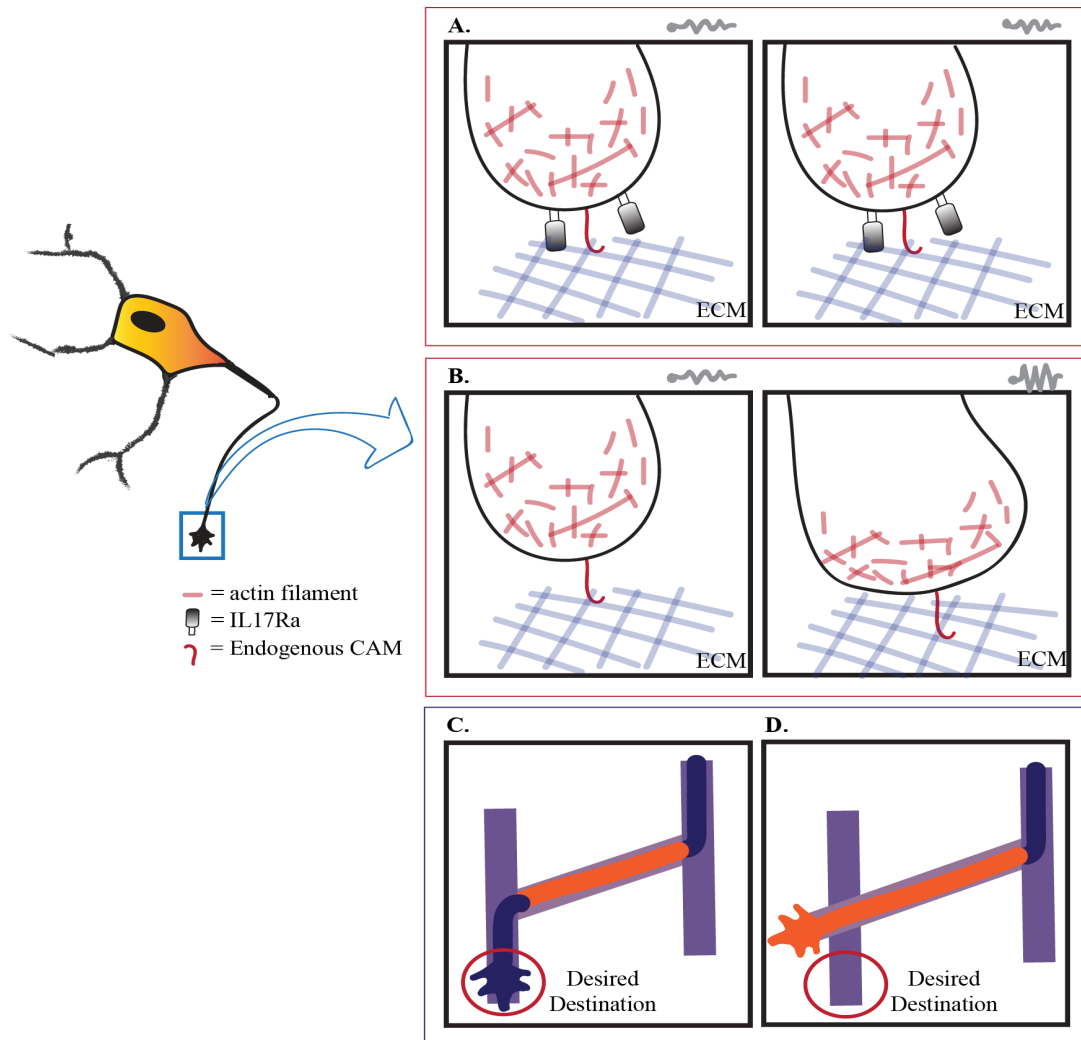 A.
ECM
ECM
B.
ECM
ECM
= actin filament
= IL17Ra
= Endogenous CAM
C.
Desired
Destination
D.
Desired
Destination